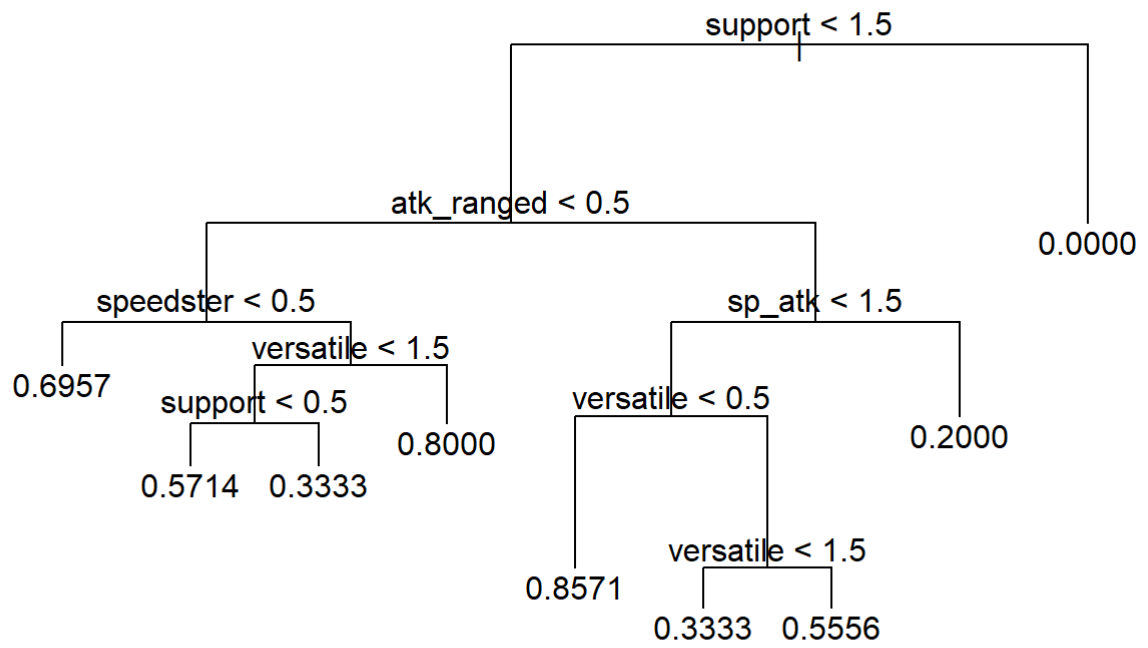 support < 1.5
atk_ranged < 0.5
0.0000
speedster < 0.5
sp_atk < 1.5
versatile < 1.5
0.6957
versatile < 0.5
support < 0.5
0.8000
0.2000
0.5714
0.3333
versatile < 1.5
0.8571
0.3333
0.5556